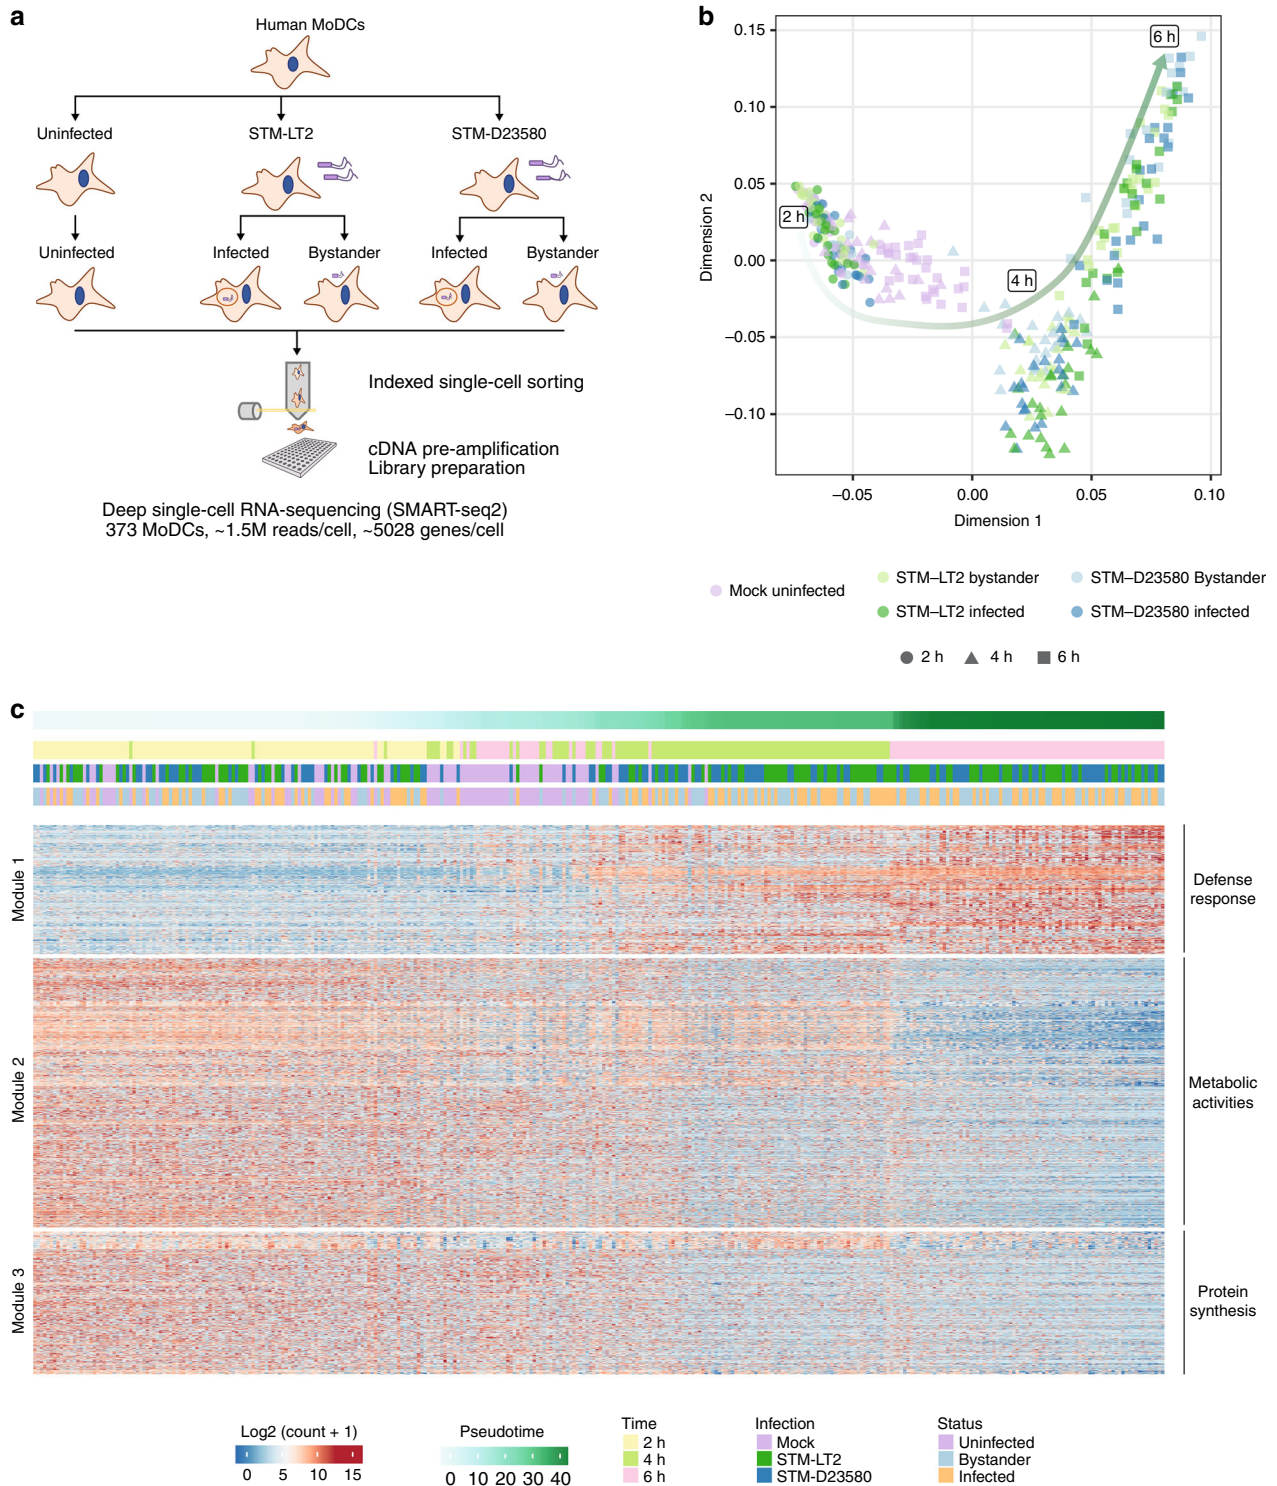 a
Human MoDCs
Uninfected
STM-LT2
STM-D23580
Uninfected
Infected
Bystander
Infected
Bystander
Indexed single-cell sorting
cDNA pre-amplification
Library preparation
Deep single-cell RNA-sequencing (SMART-seq2)
373 MoDCs, ~1.5M reads/cell, ~5028 genes/cell
b
Dimension 2
0.15
0.10
0.05
0.00
−0.05
−0.10
2 h
4 h
6 h
−0.05
0.00
0.05
0.10
Dimension 1
Mock uninfected
STM–LT2 bystander
STM–D23580 Bystander
STM–LT2 infected
STM–D23580 infected
2 h
4 h
6 h
c
Module 1
Defense
response
Module 2
Metabolic
activities
Module 3
Protein
synthesis
Log2 (count + 1)
0 5 10 15
Pseudotime
0 10 20 30 40
Time
2 h
4 h
6 h
Infection
Mock
STM-LT2
STM-D23580
Status
Uninfected
Bystander
Infected